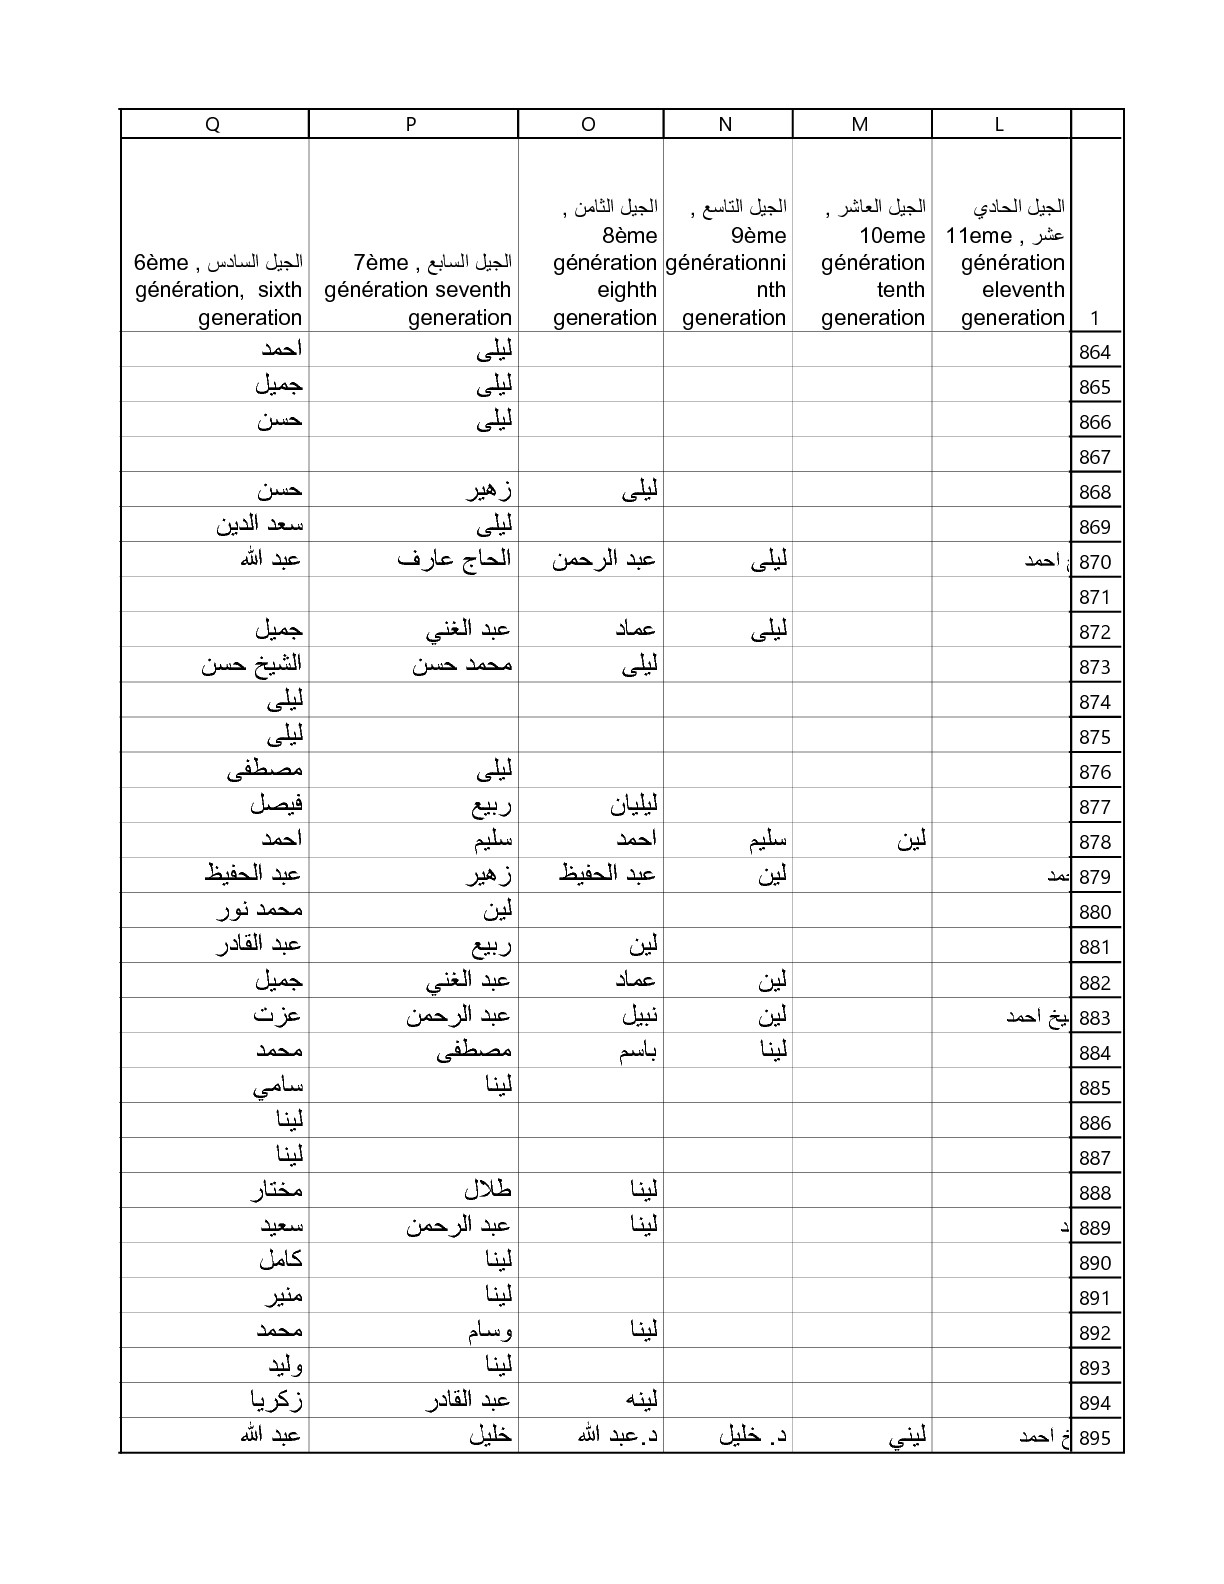 Q P O N M L
الجيل السادس , 6ème génération, sixth generation
الجيل السابع , 7ème génération seventh generation
الجيل الثامن , 8ème génération eighth generation
الجيل التاسع , 9ème générationni nth generation
الجيل العاشر , 10eme génération tenth generation
الجيل الحادي عشر , 11eme génération eleventh generation
1
864 ليلى احمد
865 ليلى جميل
866 ليلى حسن
867
868 ليلى زهير حسن
869 ليلى سعد الدين
870 احمد ليلى عبد الرحمن الحاج عارف عبد الله
871
872 ليلى عماد عبد الغني جميل
873 ليلى محمد حسن الشيخ حسن
874 ليلى
875 ليلى
876 ليلى مصطفى
877 ليليان ربيع فيصل
878 لين سليم احمد سليم احمد
879 لين عبد الحفيظ زهير عبد الحفيظ
880 لين محمد نور
881 لين ربيع عبد القادر
882 لين عماد عبد الغني جميل
883 يخ احمد لين نبيل عبد الرحمن عزت
884 لينا باسم مصطفى محمد
885 لينا سامي
886 لينا
887 لينا
888 لينا طلال مختار
889 د لينا عبد الرحمن سعيد
890 لينا كامل
891 لينا منير
892 لينا وسام محمد
893 لينا وليد
894 لينه عبد القادر زكريا
895 خ احمد ليني د. خليل د.عبد الله خليل عبد الله